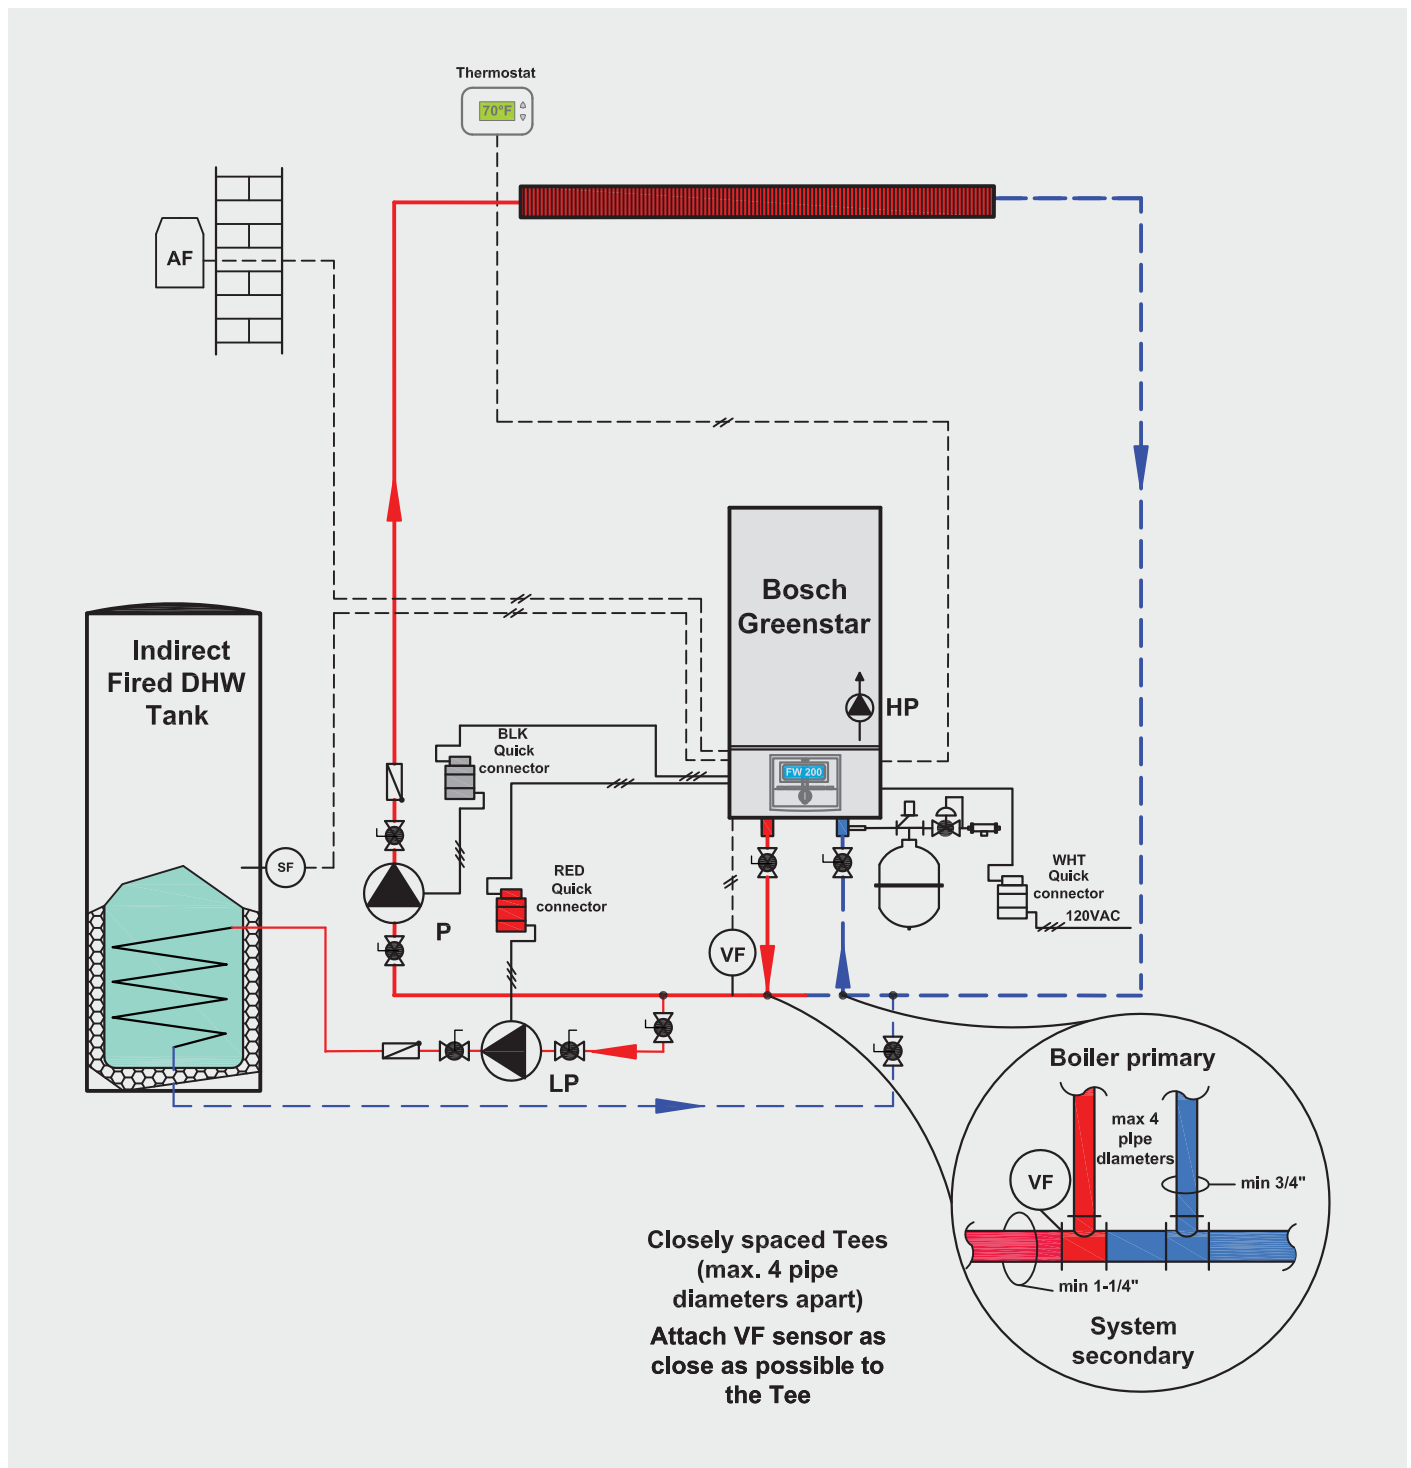 Thermostat
70°F
AF
Bosch
Greenstar
HP
FW 200
Indirect
Fired DHW
Tank
BLK
Quick
connector
SF
RED
Quick
connector
P
VF
WHT
Quick
connector
120VAC
LP
Boiler primary
max 4
pIpe
dIameters
VF
min 3/4"
min 1-1/4"
System
secondary
Closely spaced Tees
(max. 4 pipe
diameters apart)
Attach VF sensor as
close as possible to
the Tee